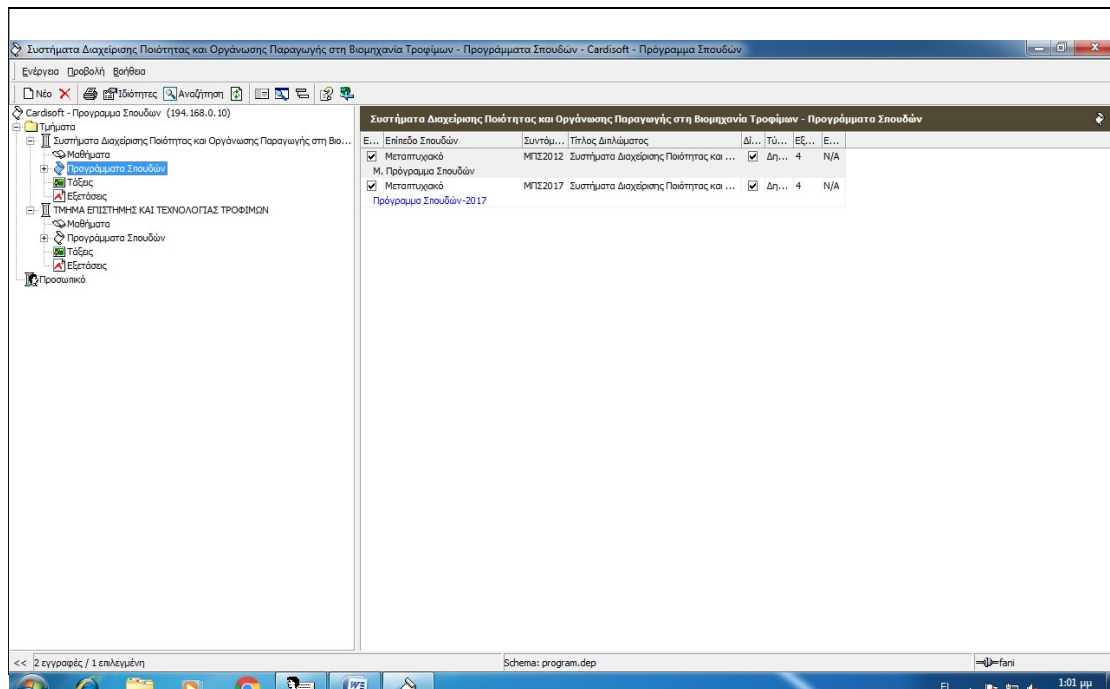 Συστήματα Διαχείρισης Ποιότητας και Οργάνωσης Παραγωγής στη Βιομηχανία Τροφίμων - Προγράμματα Σπουδών - Cardisoft - Πρόγραμμα Σπουδών
Ενέργεια Προβολή Βοήθεια
Νέο Ιδιότητες Αναζήτηση
Cardisoft - Προγραμμα Σπουδων (194.168.0.10)
Τμήματα
Συστήματα Διαχείρισης Ποιότητας και Οργάνωσης Παραγωγής στη Βιο...
Μαθήματα
Προγράμματα Σπουδών
Τάξεις
Εξετάσεις
ΤΜΗΜΑ ΕΠΙΣΤΗΜΗΣ ΚΑΙ ΤΕΧΝΟΛΟΓΙΑΣ ΤΡΟΦΙΜΩΝ
Μαθήματα
Προγράμματα Σπουδών
Τάξεις
Εξετάσεις
Προσωπικό
Συστήματα Διαχείρισης Ποιότητας και Οργάνωσης Παραγωγής στη Βιομηχανία Τροφίμων - Προγράμματα Σπουδών
Ε... Επίπεδο Σπουδών Συντόμ... Τίτλος Διπλώματος Δί... Τύ... Εξ... Ε...
Μεταπτυχιακό ΜΠΣ2012 Συστήματα Διαχείρισης Ποιότητας και ... Δη... 4 N/A
Μ. Πρόγραμμα Σπουδών
Μεταπτυχιακό ΜΠΣ2017 Συστήματα Διαχείρισης Ποιότητας και ... Δη... 4 N/A
Πρόγραμμα Σπουδών-2017
<< 2 εγγραφές / 1 επιλεγμένη Schema: program.dep fani
EL 1:01 μμ